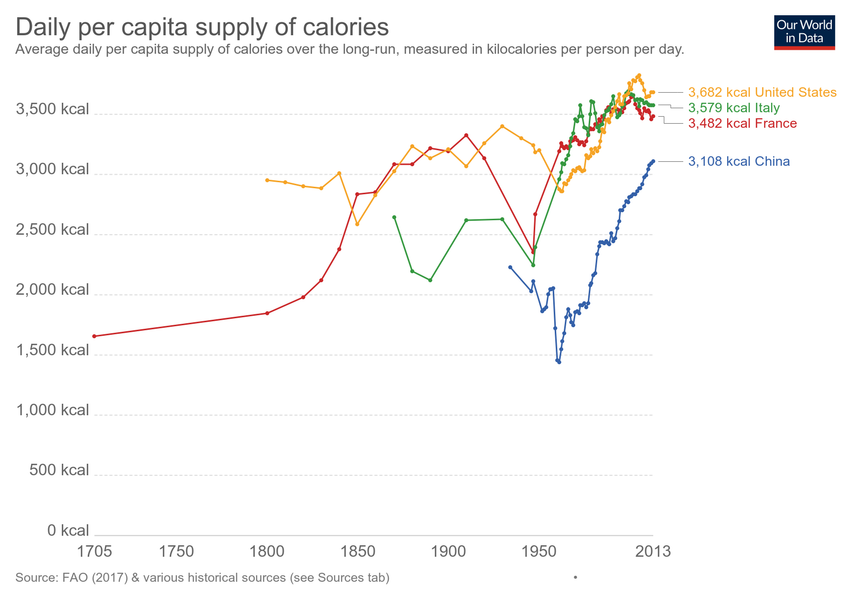 Daily per capita supply of calories
Average daily per capita supply of calories over the long-run, measured in kilocalories per person per day.
Our World
in Data
3,682 kcal United States
3,579 kcal Italy
3,482 kcal France
3,108 kcal China
3,500 kcal
3,000 kcal
2,500 kcal
2,000 kcal
1,500 kcal
1,000 kcal
500 kcal
0 kcal
1705 1750 1800 1850 1900 1950 2013
Source: FAO (2017) & various historical sources (see Sources tab)